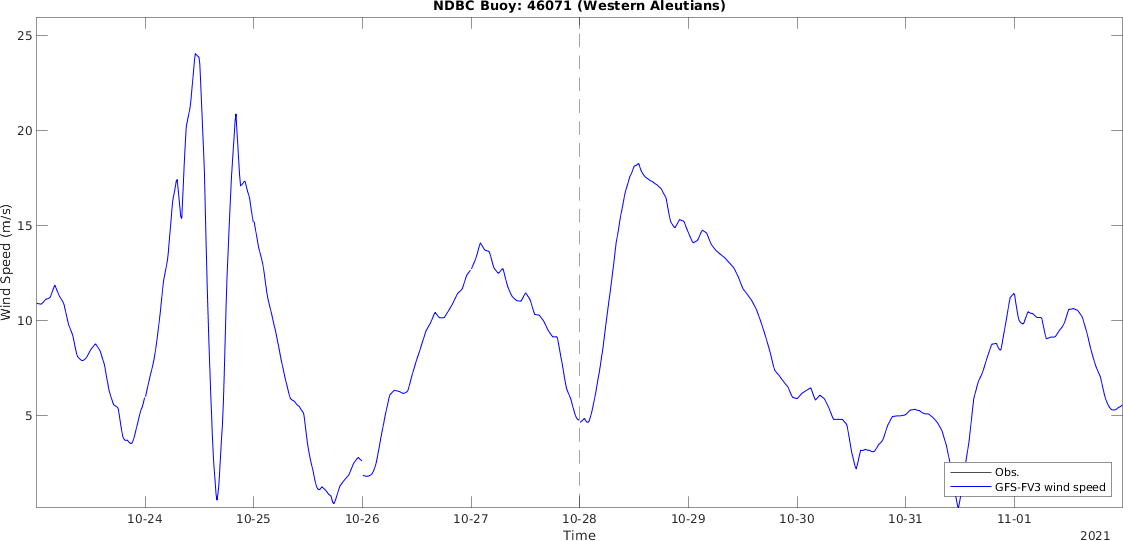 NDBC Buoy: 46071 (Western Aleutians)
25
20
15
10
5
Wind Speed (m/s)
10-24 10-25 10-26 10-27 10-28 10-29 10-30 10-31 11-01
Time
2021
Obs.
GFS-FV3 wind speed